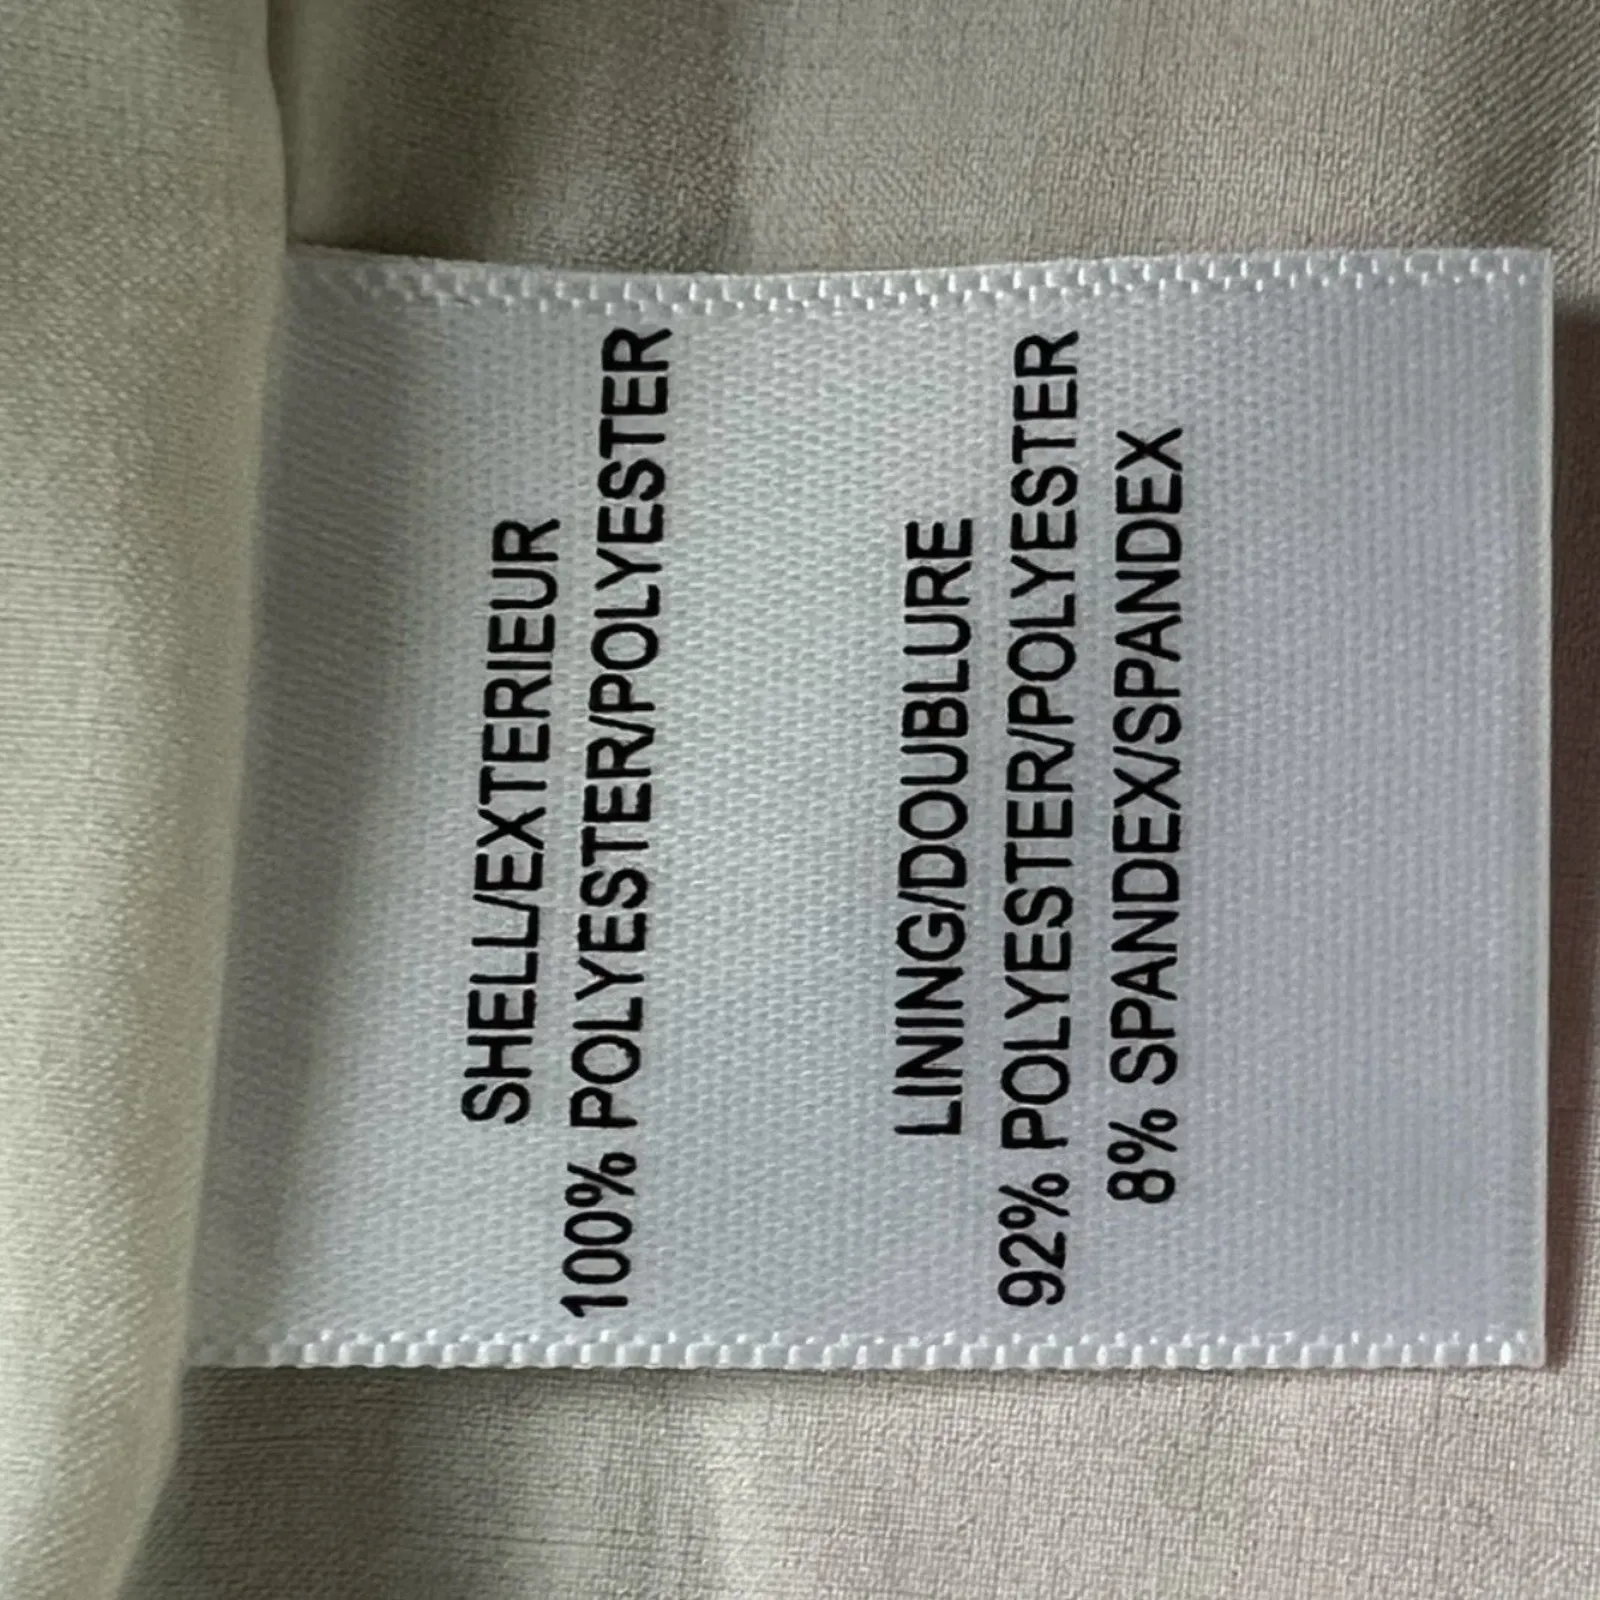 SHELL/EXTERIEUR
100% POLYESTER/POLYESTER
LINING/DOUBLURE
92% POLYESTER/POLYESTER
8% SPANDEX/SPANDEX